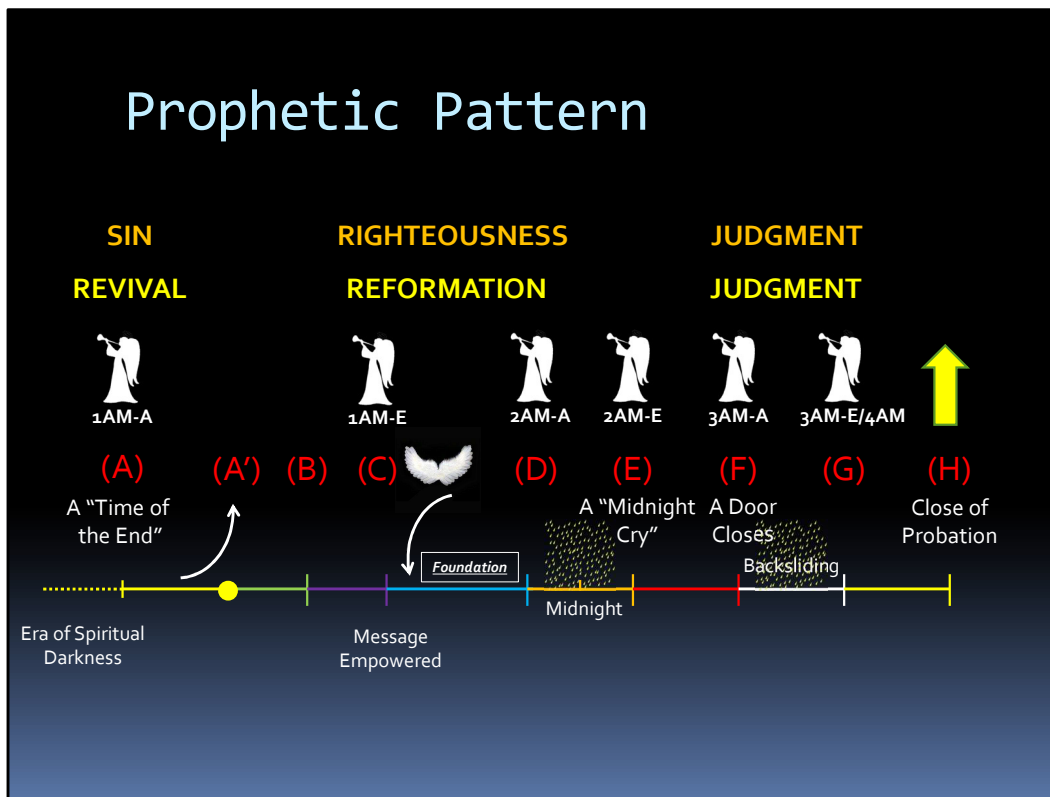 Prophetic Pattern
SIN RIGHTEOUSNESS JUDGMENT
REVIVAL REFORMATION JUDGMENT
1AM-A 1AM-E 2AM-A 2AM-E 3AM-A 3AM-E/4AM
(A) (A’) (B) (C) (D) (E) (F) (G) (H)
A “Time of
the End”
A “Midnight
Cry”
A Door
Closes
Close of
Probation
Backsliding
Foundation
Midnight
Era of Spiritual
Darkness
Message
Empowered